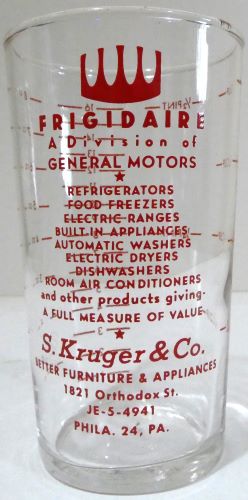 FRIGIDAIRE
A Division of
GENERAL MOTORS
REFRIGERATORS
FOOD FREEZERS
ELECTRIC RANGES
BUILT IN APPLIANCES
AUTOMATIC WASHERS
ELECTRIC DRYERS
DISHWASHERS
ROOM AIR CONDITIONERS
and other products giving-
A FULL MEASURE OF VALUE
S. Kruger & Co.
BETTER FURNITURE & APPLIANCES
1821 Orthodox St.
JE-5-4941
PHILA. 24, PA.